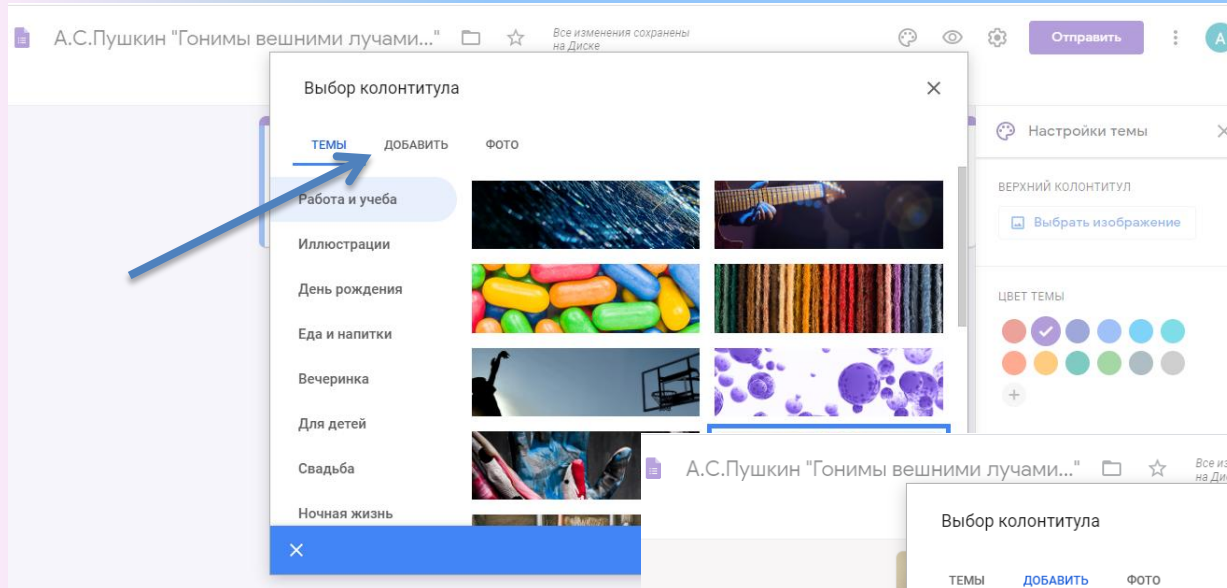 А.С.Пушкин "Гонимы вешними лучами..."
Все изменения сохранены
на Диске
Отправить
А
Выбор колонтитула
ТЕМЫ ДОБАВИТЬ ФОТО
Работа и учеба
Иллюстрации
День рождения
Еда и напитки
Вечеринка
Для детей
Свадьба
Ночная жизнь
Настройки темы
ВЕРХНИЙ КОЛОНТИТУЛ
Выбрать изображение
ЦВЕТ ТЕМЫ
А.С.Пушкин "Гонимы вешними лучами..."
Все
на
Выбор колонтитула
ТЕМЫ ДОБАВИТЬ ФОТО